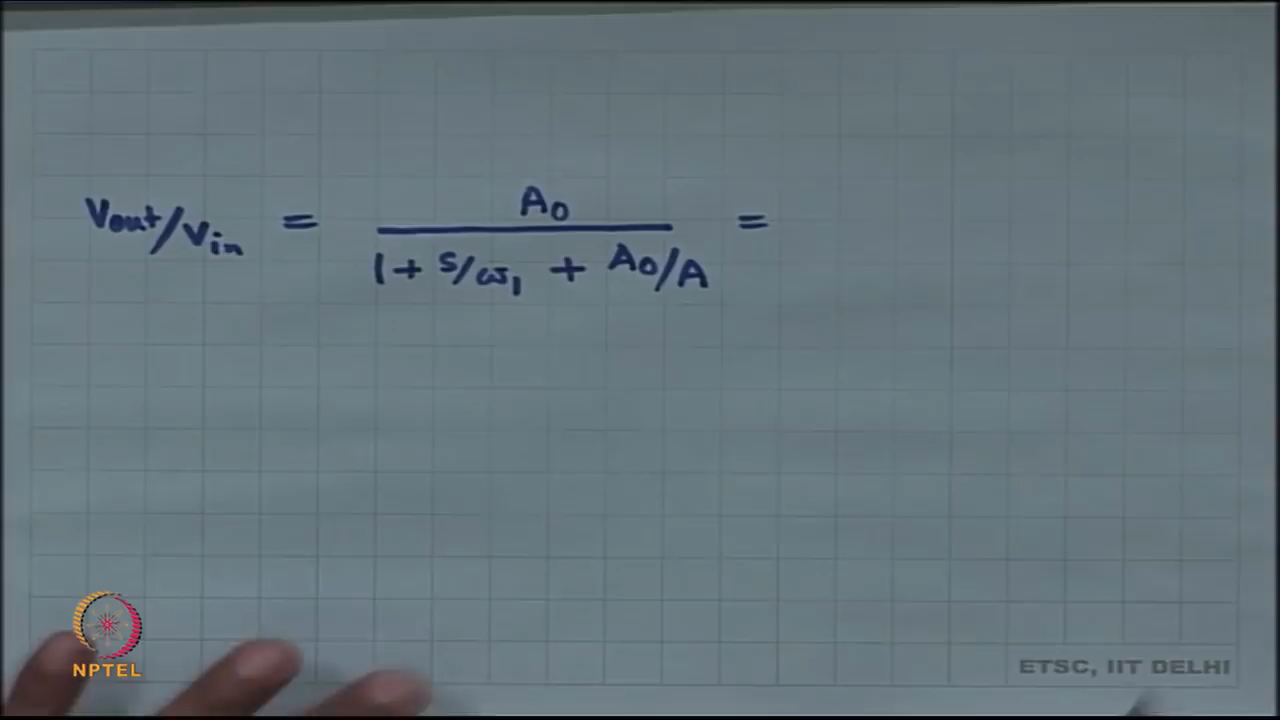 Vout/Vin = A0 / (1 + s/ω1 + A0/A) =
NPTEL
ETSC, IIT DELHI